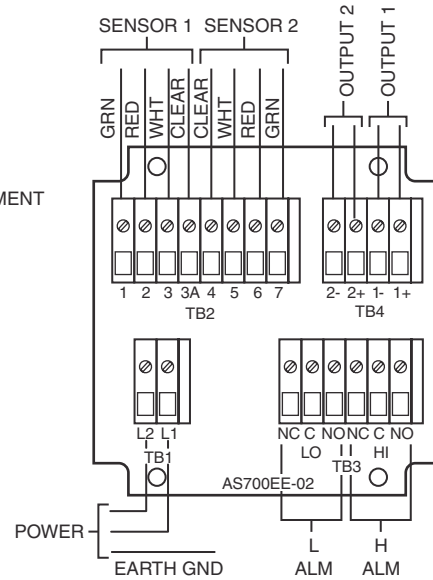 SENSOR 1 SENSOR 2
OUTPUT 2
OUTPUT 1
GRN
RED
WHT
CLEAR
CLEAR
WHT
RED
GRN
MENT
1 2 3 3A 4 5 6 7
TB2
2- 2+ 1- 1+
TB4
L2 L1
TB1
NC C NO NC C NO
LO HI
TB3
AS700EE-02
POWER
EARTH GND
L
ALM
H
ALM